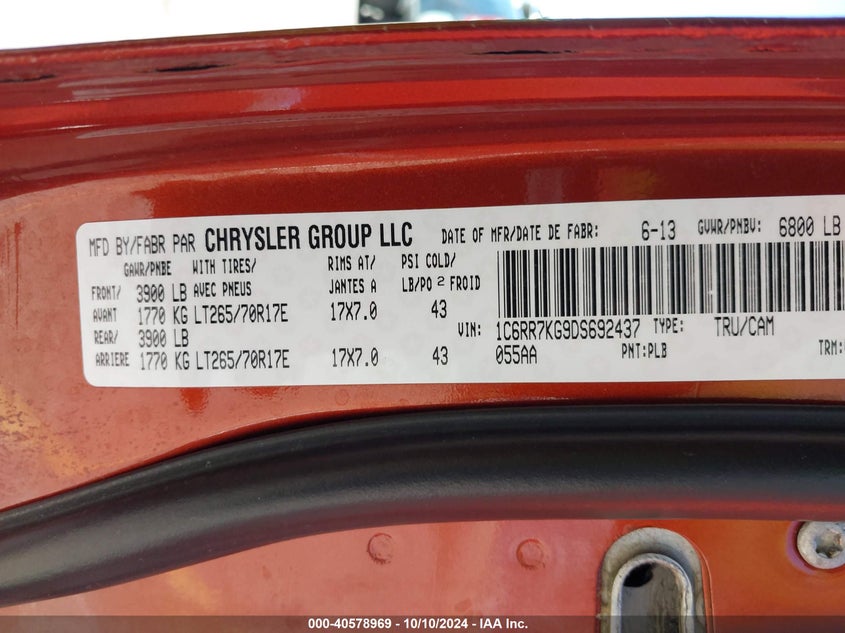 MFD BY/FABR PAR CHRYSLER GROUP LLC DATE OF MFR/DATE DE FABR: 6-13 GVWR/PNBV: 6800 LB
GAWR/PNBE WITH TIRES/ RIMS AT/ PSI COLD/
FRONT/ 3900 LB AVEC PNEUS JANTES A LB/PO² FROID
AVANT 1770 KG LT265/70R17E 17X7.0 43
REAR/ 3900 LB VIN: 1C6RR7KG9DS692437 TYPE: TRU/CAM
ARRIERE 1770 KG LT265/70R17E 17X7.0 43 055AA PNT:PLB TRM:
000-40578969 - 10/10/2024 - IAA Inc.